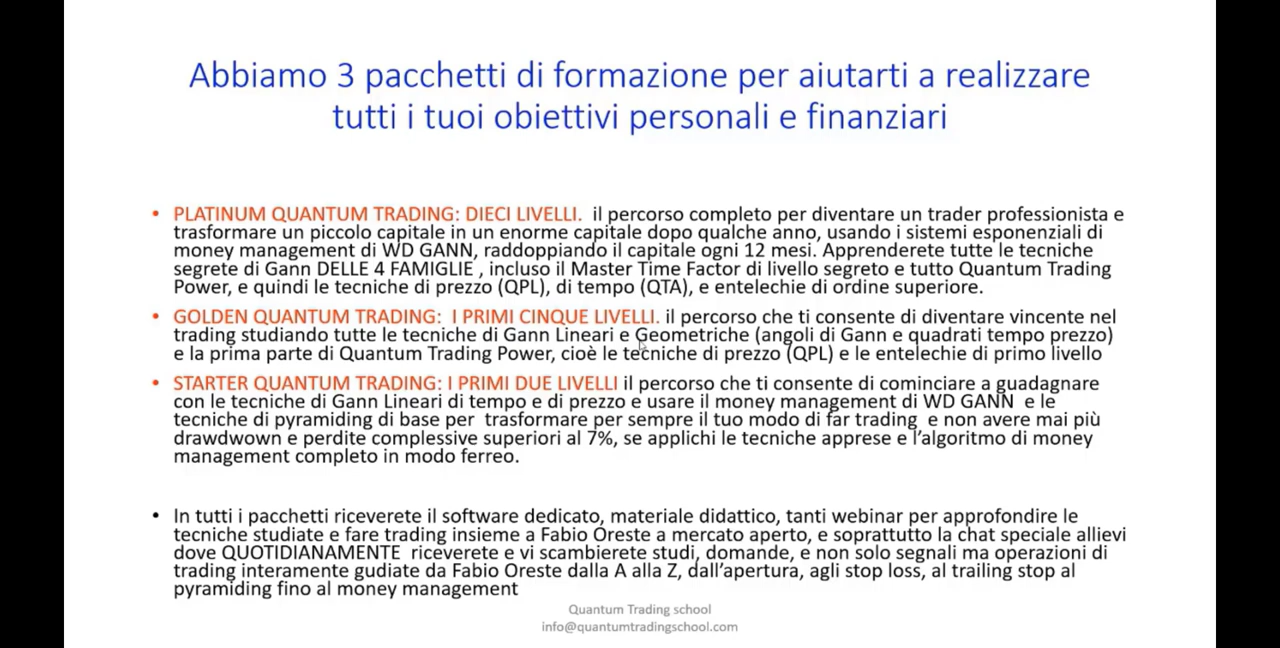 Abbiamo 3 pacchetti di formazione per aiutarti a realizzare
tutti i tuoi obiettivi personali e finanziari
• PLATINUM QUANTUM TRADING: DIECI LIVELLI. il percorso completo per diventare un trader professionista e
trasformare un piccolo capitale in un enorme capitale dopo qualche anno, usando i sistemi esponenziali di
money management di WD GANN, raddoppiando il capitale ogni 12 mesi. Apprenderete tutte le tecniche
segrete di Gann DELLE 4 FAMIGLIE , incluso il Master Time Factor di livello segreto e tutto Quantum Trading
Power, e quindi le tecniche di prezzo (QPL), di tempo (QTA), e entelechie di ordine superiore.
• GOLDEN QUANTUM TRADING: I PRIMI CINQUE LIVELLI. il percorso che ti consente di diventare vincente nel
trading studiando tutte le tecniche di Gann Lineari e Geometriche (angoli di Gann e quadrati tempo prezzo)
e la prima parte di Quantum Trading Power, cioè le tecniche di prezzo (QPL) e le entelechie di primo livello
• STARTER QUANTUM TRADING: I PRIMI DUE LIVELLI il percorso che ti consente di cominciare a guadagnare
con le tecniche di Gann Lineari di tempo e di prezzo e usare il money management di WD GANN e le
tecniche di pyramiding di base per trasformare per sempre il tuo modo di far trading e non avere mai più
drawdwown e perdite complessive superiori al 7%, se applichi le tecniche apprese e l'algoritmo di money
management completo in modo ferreo.
• In tutti i pacchetti riceverete il software dedicato, materiale didattico, tanti webinar per approfondire le
tecniche studiate e fare trading insieme a Fabio Oreste a mercato aperto, e soprattutto la chat speciale allievi
dove QUOTIDIANAMENTE riceverete e vi scambierete studi, domande, e non solo segnali ma operazioni di
trading interamente gudiate da Fabio Oreste dalla A alla Z, dall'apertura, agli stop loss, al trailing stop al
pyramiding fino al money management
Quantum Trading school
info@quantumtradingschool.com